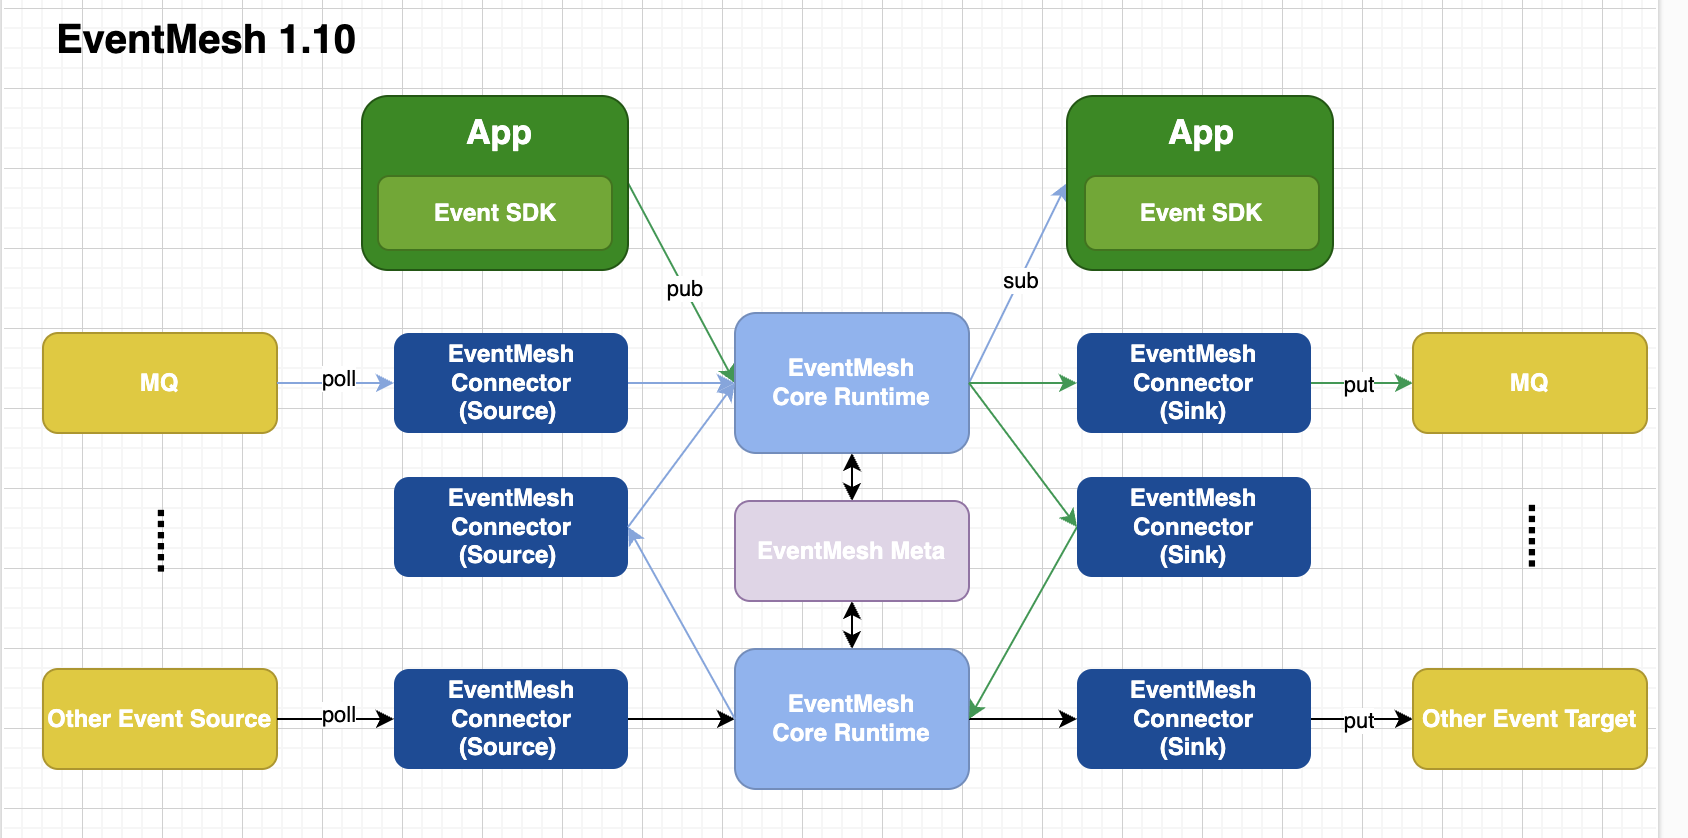 EventMesh 1.10
App
Event SDK
App
Event SDK
pub
sub
MQ
poll
EventMesh
Connector
(Source)
EventMesh
Core Runtime
EventMesh
Connector
(Sink)
put
MQ
EventMesh
Connector
(Source)
EventMesh Meta
EventMesh
Connector
(Sink)
Other Event Source
poll
EventMesh
Connector
(Source)
EventMesh
Core Runtime
EventMesh
Connector
(Sink)
put
Other Event Target